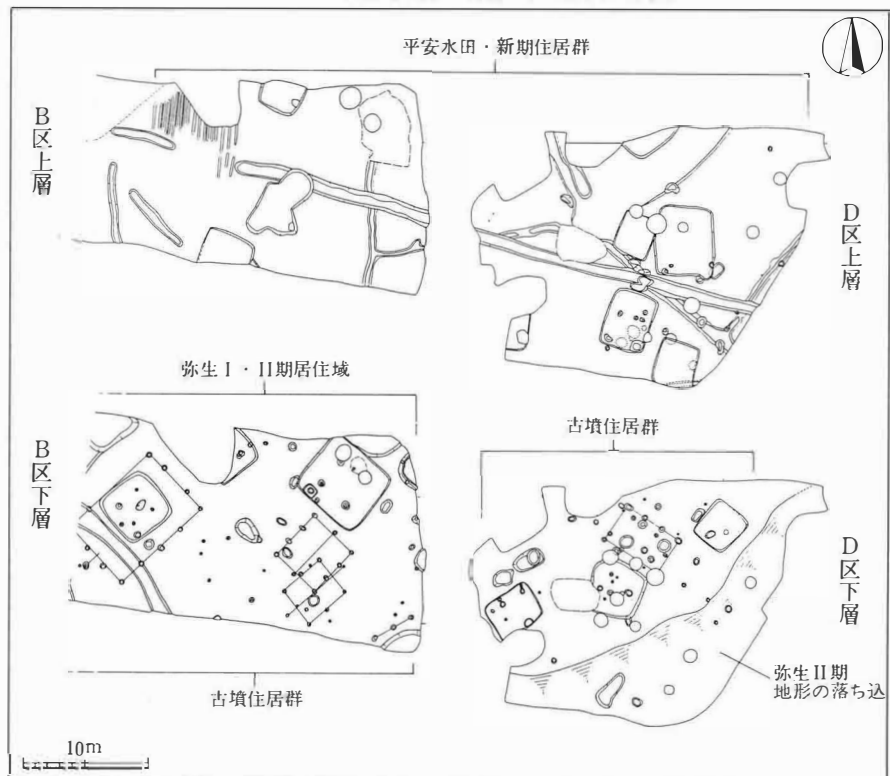 平安水田・新期住居群
B区上層
D区上層
弥生I・II期居住域
古墳住居群
B区下層
D区下層
古墳住居群
弥生II期
地形の落ち込
10m